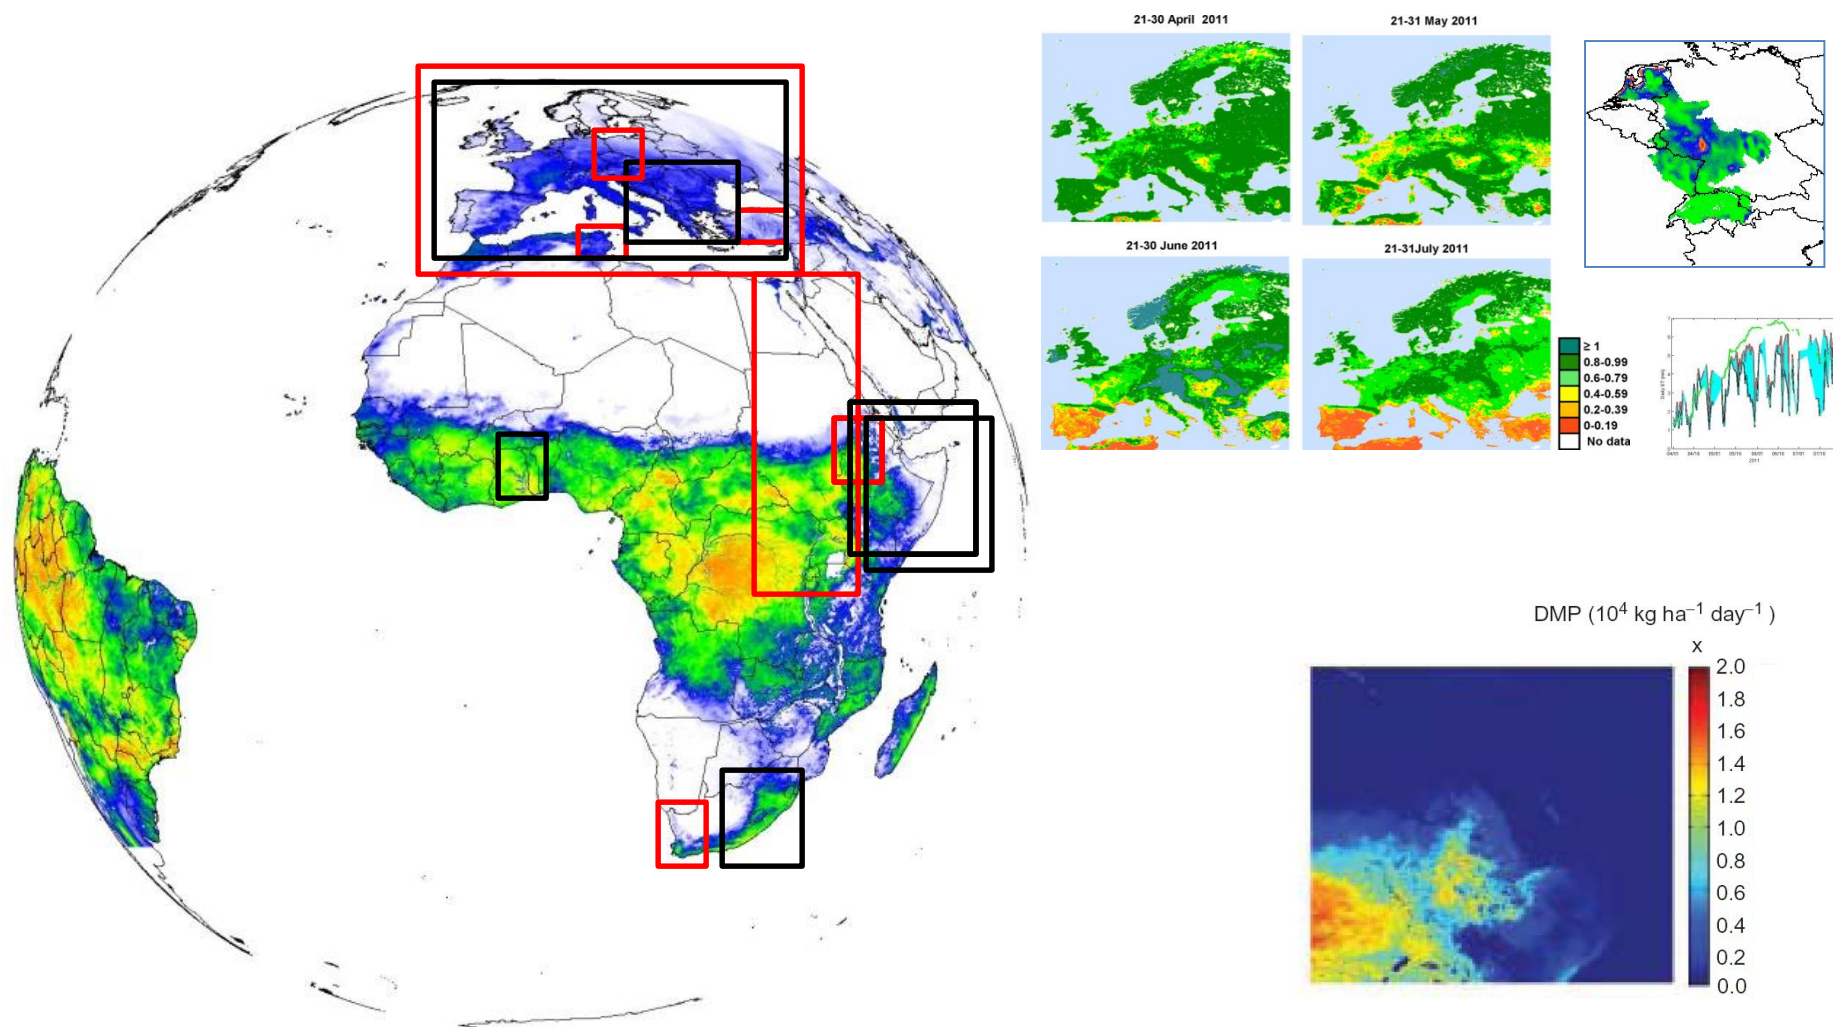 21-30 April 2011
21-31 May 2011
21-30 June 2011
21-31July 2011
≥ 1
0.8-0.99
0.6-0.79
0.4-0.59
0.2-0.39
0-0.19
No data
2011
DMP (10⁴ kg ha⁻¹ day⁻¹ )
x
2.0
1.8
1.6
1.4
1.2
1.0
0.8
0.6
0.4
0.2
0.0